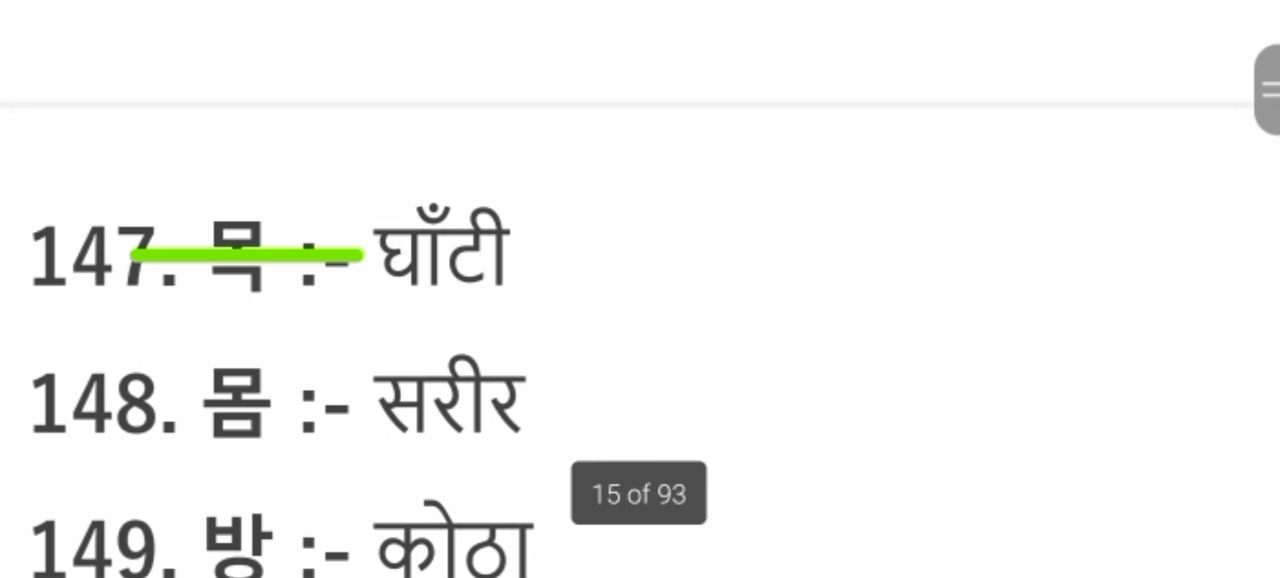 147. 목 :- घाँटी
148. 몸 :- सरीर
15 of 93
149. 방 :- कोठा